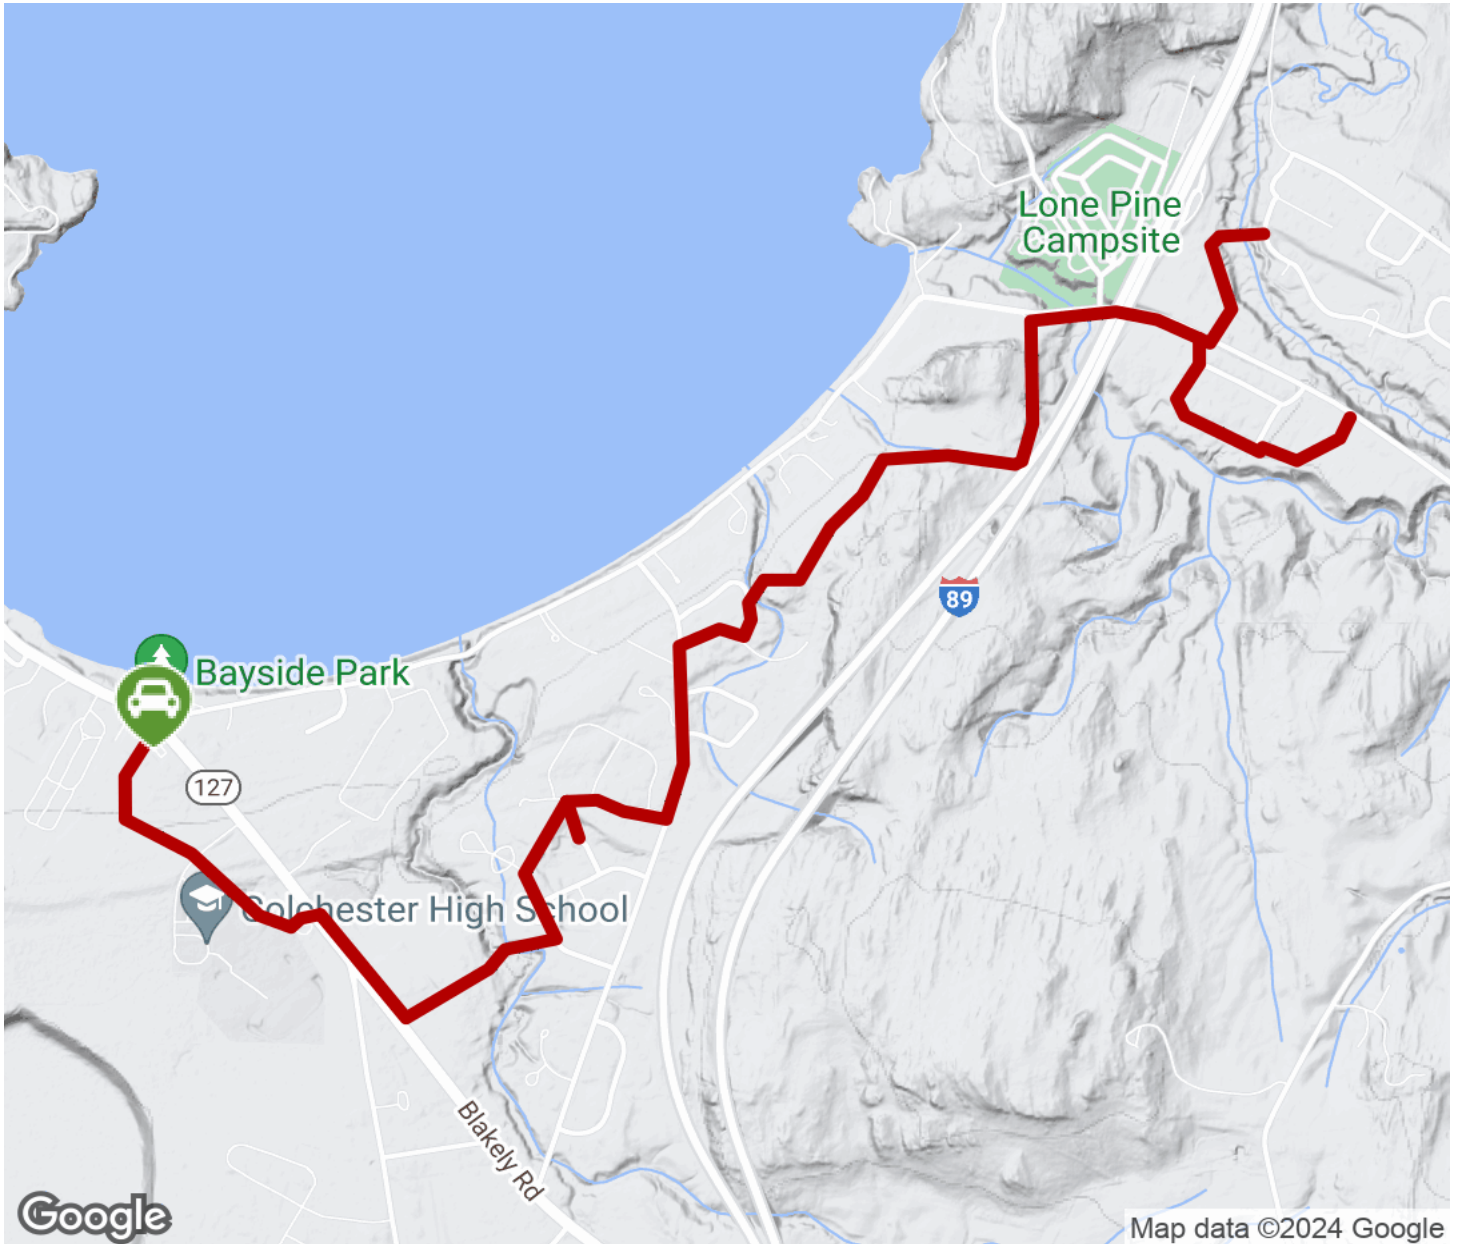 Lone Pine
Campsite
89
Bayside Park
127
Colchester High School
Blakely Rd
Google
Map data ©2024 Google